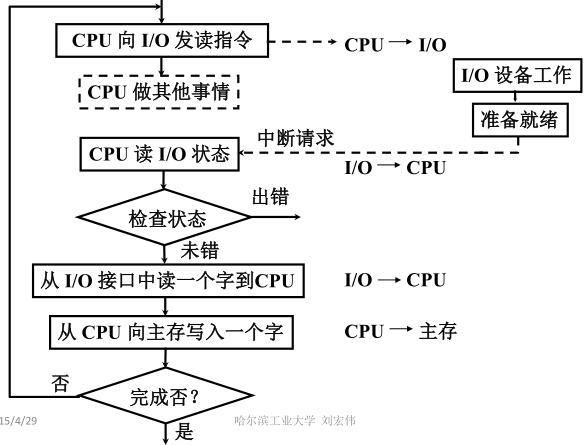 CPU 向 I/O 发读指令
CPU → I/O
I/O 设备工作
CPU 做其他事情
准备就绪
中断请求
CPU 读 I/O 状态
I/O → CPU
出错
检查状态
未错
从 I/O 接口中读一个字到CPU
I/O → CPU
从 CPU 向主存写入一个字
CPU → 主存
否
完成否?
15/4/29
哈尔滨工业大学 刘宏伟
是